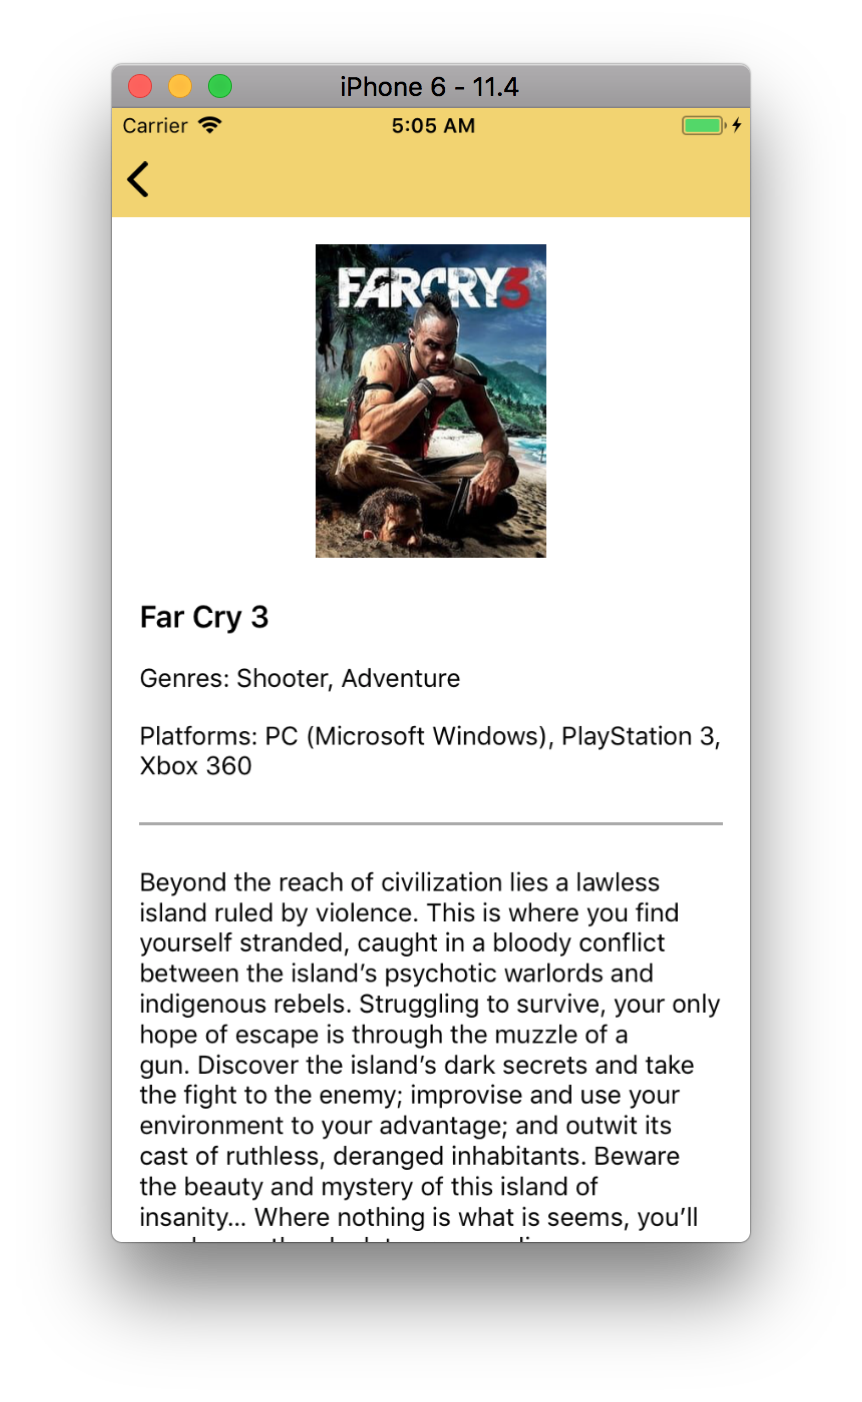 iPhone 6 - 11.4
Carrier
5:05 AM
FARCRY3
Far Cry 3
Genres: Shooter, Adventure
Platforms: PC (Microsoft Windows), PlayStation 3,
Xbox 360
Beyond the reach of civilization lies a lawless
island ruled by violence. This is where you find
yourself stranded, caught in a bloody conflict
between the island’s psychotic warlords and
indigenous rebels. Struggling to survive, your only
hope of escape is through the muzzle of a
gun. Discover the island’s dark secrets and take
the fight to the enemy; improvise and use your
environment to your advantage; and outwit its
cast of ruthless, deranged inhabitants. Beware
the beauty and mystery of this island of
insanity… Where nothing is what is seems, you’ll